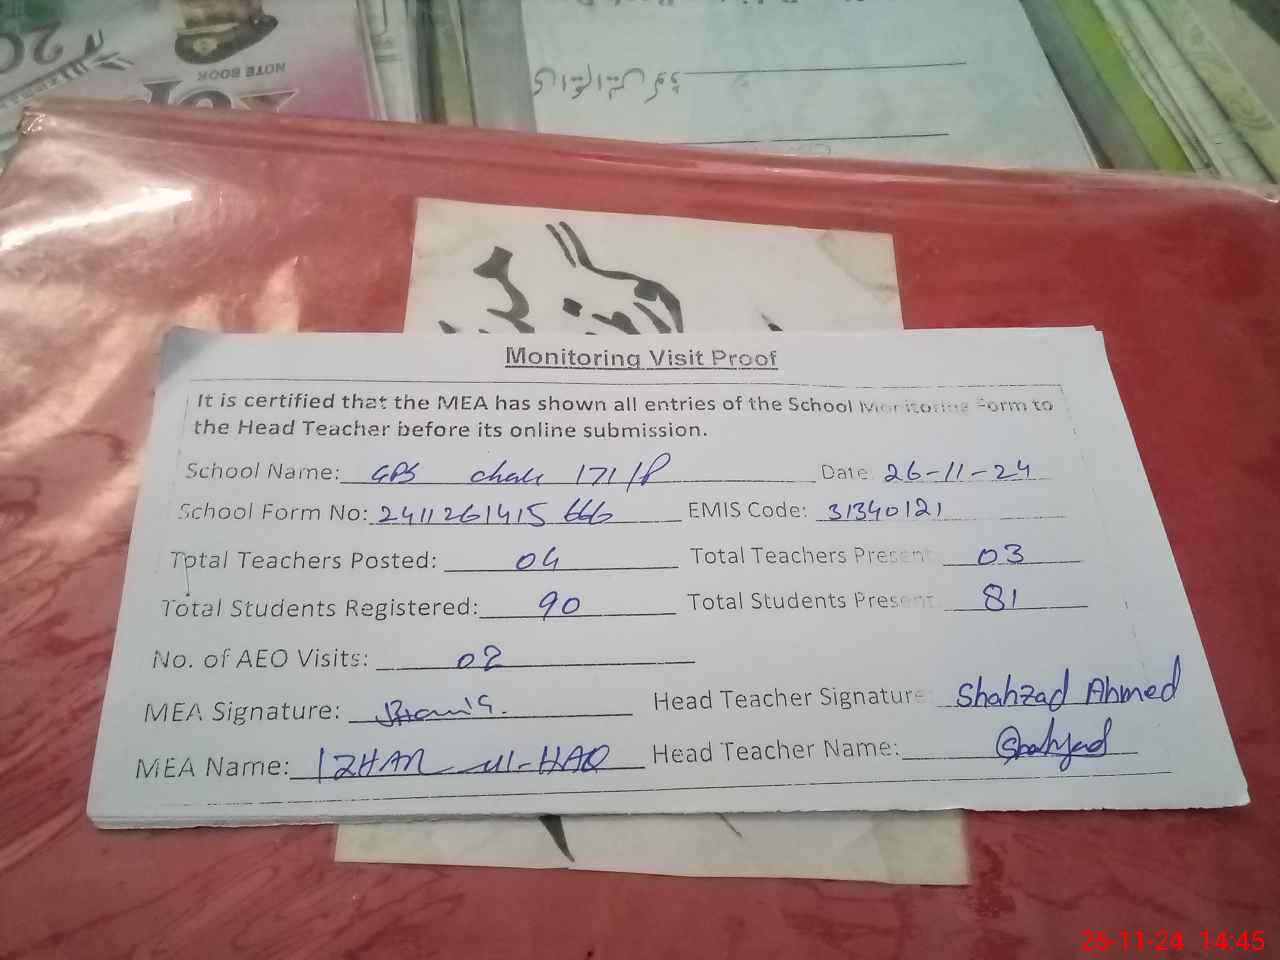 NOTE BOOK
Monitoring Visit Proof
It is certified that the MEA has shown all entries of the School Monitoring Form to
the Head Teacher before its online submission.
School Name: GPS chak 171/P Date: 26-11-24
School Form No: 2411261415666 EMIS Code: 31340121
Total Teachers Posted: 04 Total Teachers Present: 03
Total Students Registered: 90 Total Students Present: 81
No. of AEO Visits: 02
MEA Signature: Head Teacher Signature: Shahzad Ahmed
MEA Name: IZHAR ul-HAQ Head Teacher Name: Shahzad
26-11-24 14:45